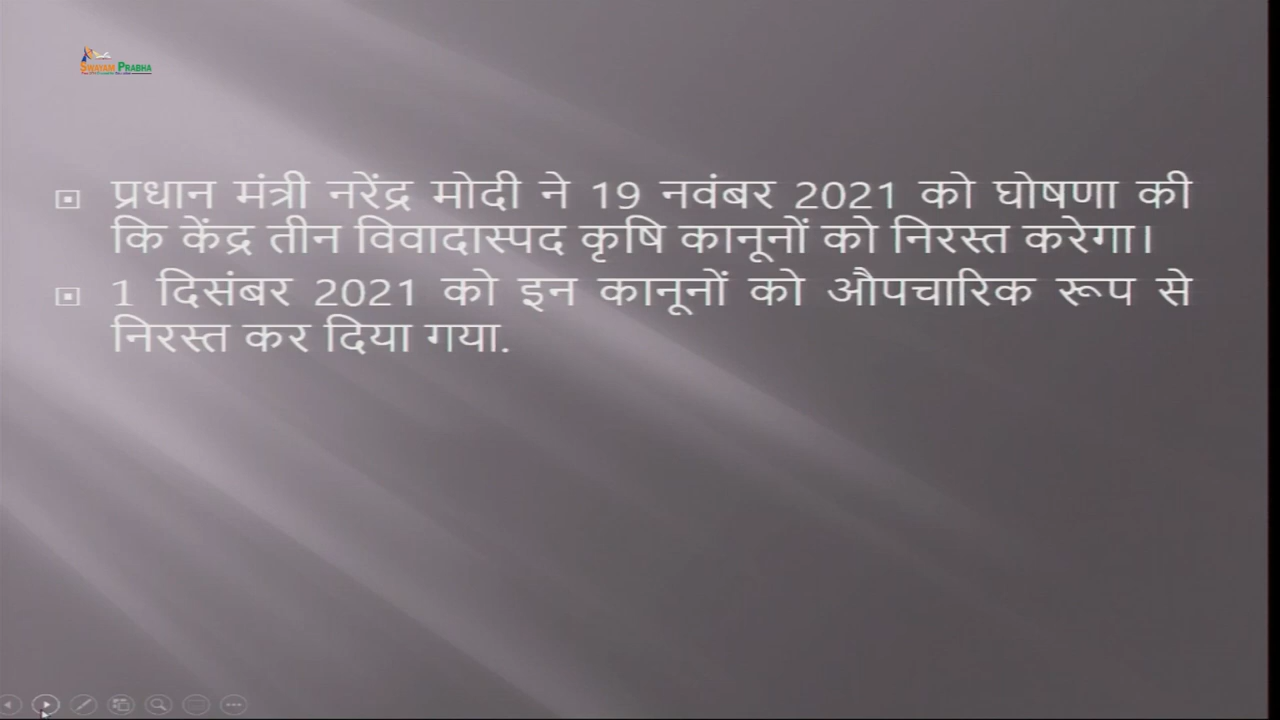 SWAYAM PRABHA
प्रधान मंत्री नरेंद्र मोदी ने 19 नवंबर 2021 को घोषणा की
कि केंद्र तीन विवादास्पद कृषि कानूनों को निरस्त करेगा।
1 दिसंबर 2021 को इन कानूनों को औपचारिक रूप से
निरस्त कर दिया गया.